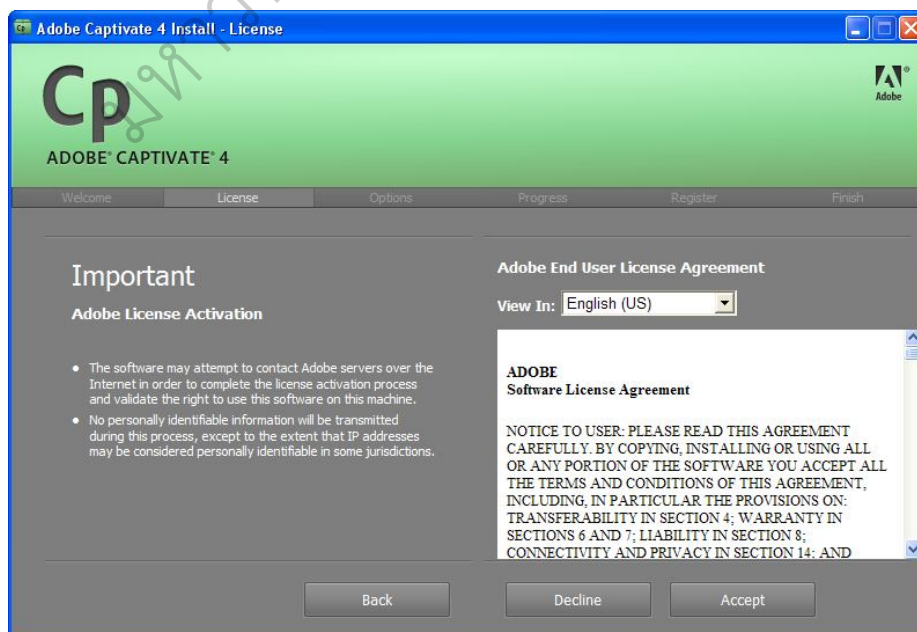 Adobe Captivate 4 Install - License
Cp
ADOBE® CAPTIVATE® 4
Adobe
Welcome
License
Options
Progress
Register
Finish
Important
Adobe License Activation
• The software may attempt to contact Adobe servers over the
Internet in order to complete the license activation process
and validate the right to use this software on this machine.
• No personally identifiable information will be transmitted
during this process, except to the extent that IP addresses
may be considered personally identifiable in some jurisdictions.
Adobe End User License Agreement
View In: English (US)
ADOBE
Software License Agreement
NOTICE TO USER: PLEASE READ THIS AGREEMENT
CAREFULLY. BY COPYING, INSTALLING OR USING ALL
OR ANY PORTION OF THE SOFTWARE YOU ACCEPT ALL
THE TERMS AND CONDITIONS OF THIS AGREEMENT,
INCLUDING, IN PARTICULAR THE PROVISIONS ON:
TRANSFERABILITY IN SECTION 4; WARRANTY IN
SECTIONS 6 AND 7; LIABILITY IN SECTION 8;
CONNECTIVITY AND PRIVACY IN SECTION 14; AND
Back
Decline
Accept